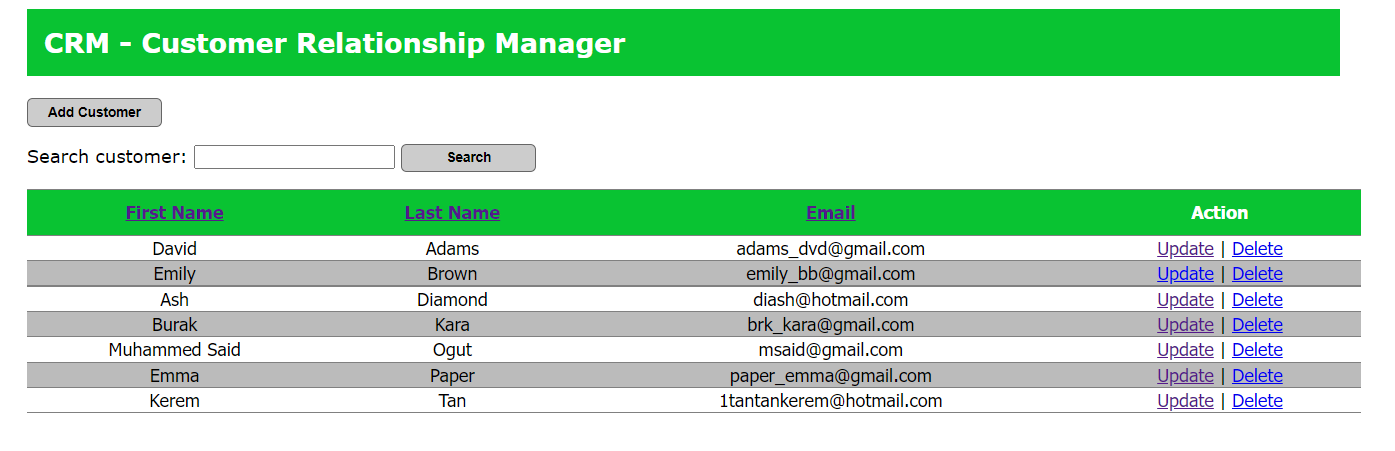 CRM - Customer Relationship Manager
Add Customer
Search customer: Search
First Name Last Name Email Action
David Adams adams_dvd@gmail.com Update | Delete
Emily Brown emily_bb@gmail.com Update | Delete
Ash Diamond diash@hotmail.com Update | Delete
Burak Kara brk_kara@gmail.com Update | Delete
Muhammed Said Ogut msaid@gmail.com Update | Delete
Emma Paper paper_emma@gmail.com Update | Delete
Kerem Tan 1tantankerem@hotmail.com Update | Delete